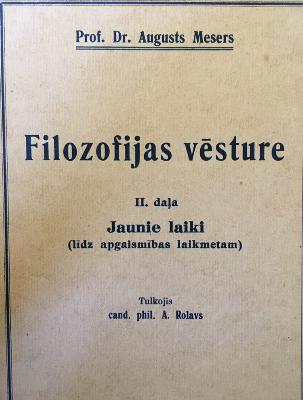 Prof. Dr. Augusts Mesers
Filozofijas vēsture
II. daļa
Jaunie laiki
(līdz apgaismības laikmetam)
Tulkojis
cand. phil. A. Rolavs